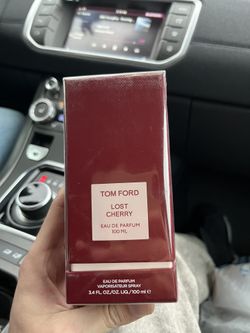 TOM FORD
LOST
CHERRY
EAU DE PARFUM
100 ML
EAU DE PARFUM
VAPORISATEUR SPRAY
3.4 FL. OZ./OZ. LIQ./100 ml ℮